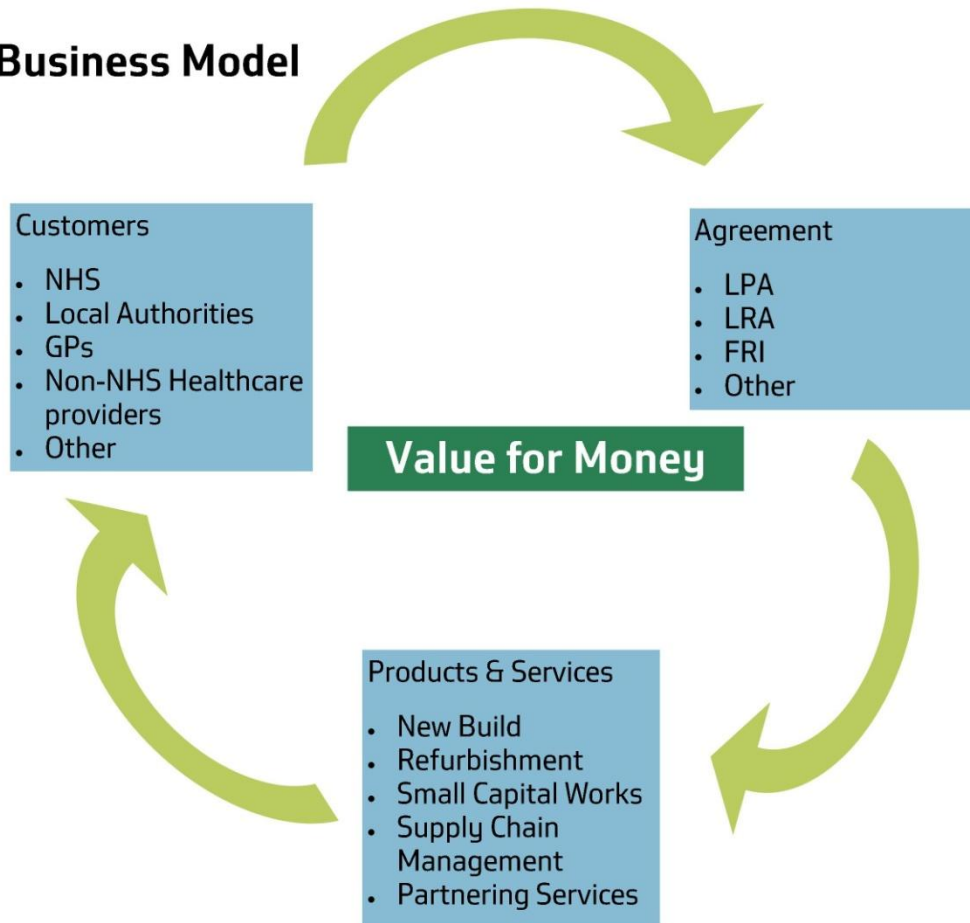 Business Model
Customers
• NHS
• Local Authorities
• GPs
• Non-NHS Healthcare
providers
• Other
Agreement
• LPA
• LRA
• FRI
• Other
Value for Money
Products & Services
• New Build
• Refurbishment
• Small Capital Works
• Supply Chain
Management
• Partnering Services